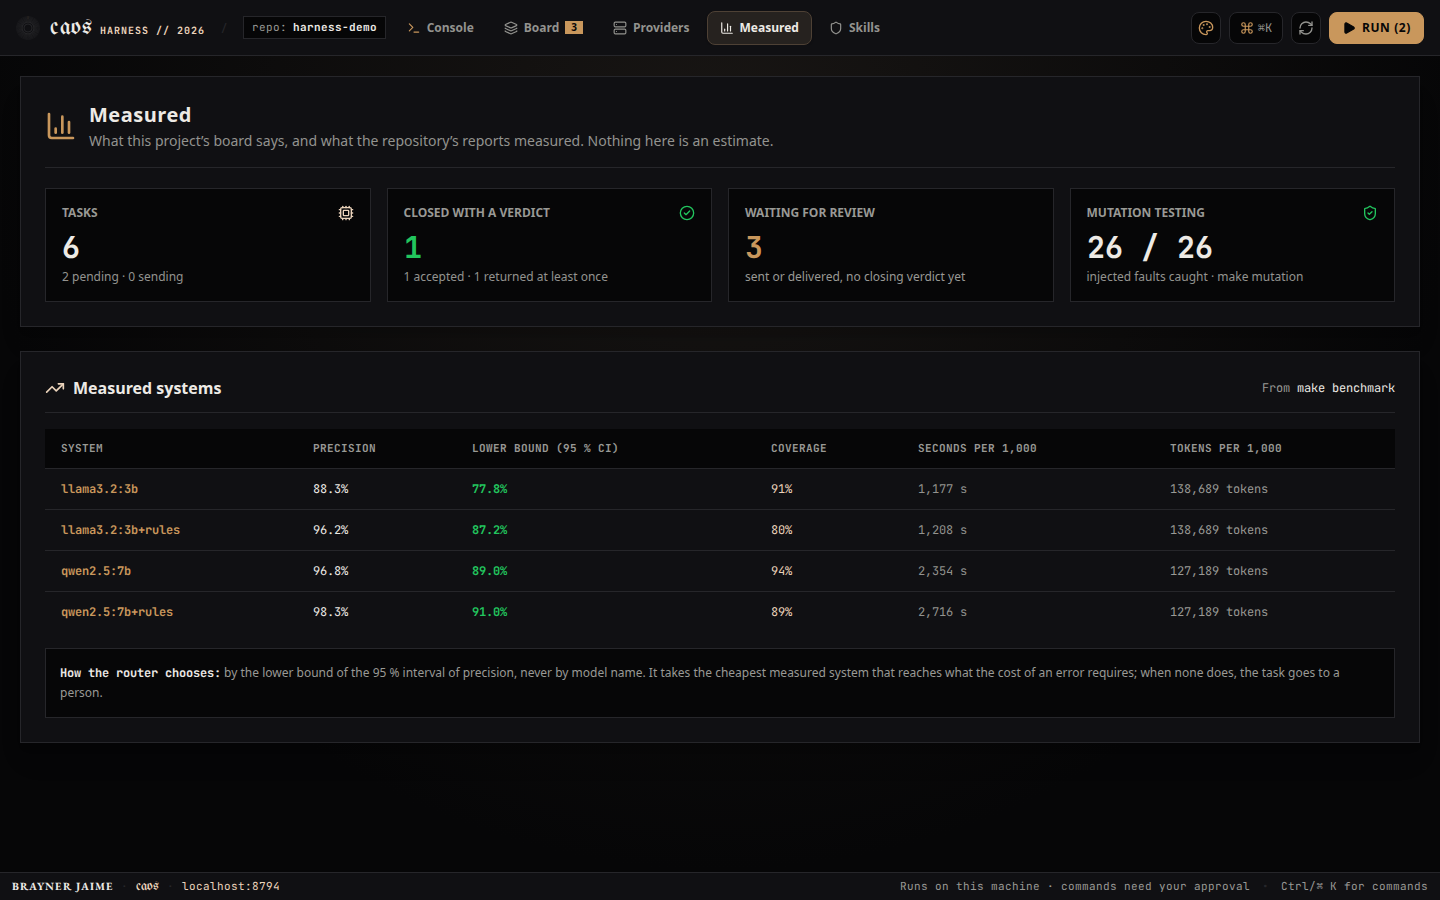 caos HARNESS // 2026 / repo: harness-demo Console Board 3 Providers Measured Skills ⌘K RUN (2)
Measured
What this project's board says, and what the repository's reports measured. Nothing here is an estimate.
TASKS CLOSED WITH A VERDICT WAITING FOR REVIEW MUTATION TESTING
6 1 3 26 / 26
2 pending · 0 sending 1 accepted · 1 returned at least once sent or delivered, no closing verdict yet injected faults caught · make mutation
Measured systems From make benchmark
SYSTEM PRECISION LOWER BOUND (95 % CI) COVERAGE SECONDS PER 1,000 TOKENS PER 1,000
llama3.2:3b 88.3% 77.8% 91% 1,177 s 138,689 tokens
llama3.2:3b+rules 96.2% 87.2% 80% 1,208 s 138,689 tokens
qwen2.5:7b 96.8% 89.0% 94% 2,354 s 127,189 tokens
qwen2.5:7b+rules 98.3% 91.0% 89% 2,716 s 127,189 tokens
How the router chooses: by the lower bound of the 95 % interval of precision, never by model name. It takes the cheapest measured system that reaches what the cost of an error requires; when none does, the task goes to a
person.
BRAYNER JAIME · caos · localhost:8794 Runs on this machine · commands need your approval · Ctrl/⌘ K for commands